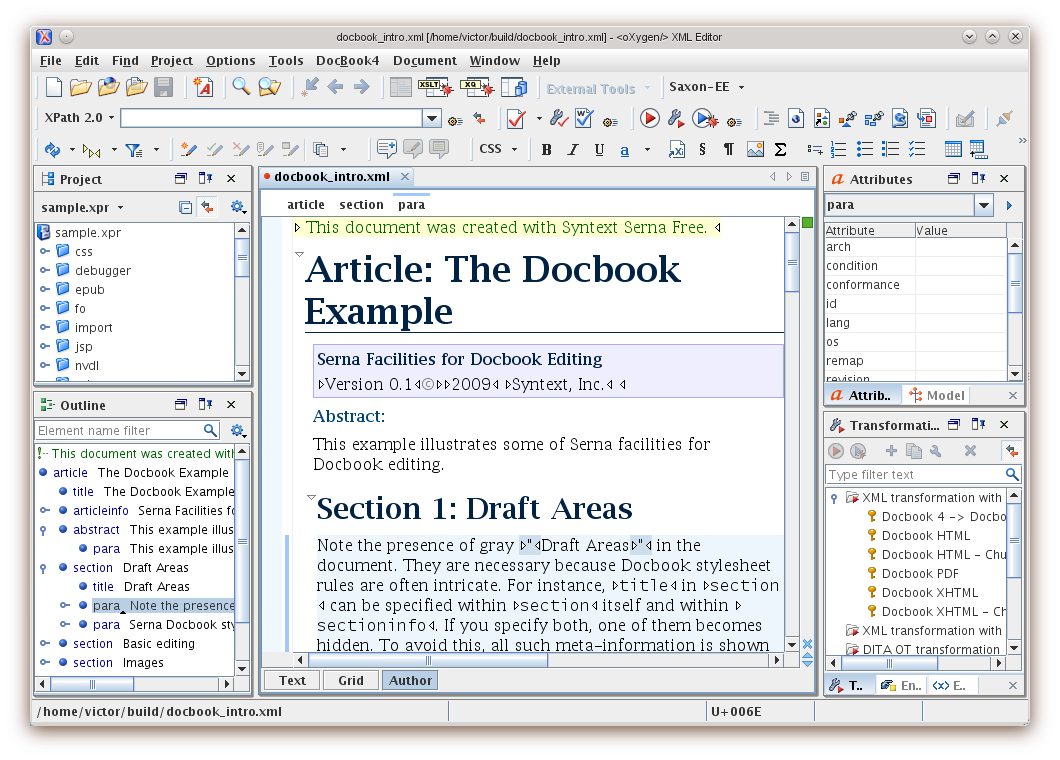 docbook_intro.xml [/home/victor/build/docbook_intro.xml] - <oXygen/> XML Editor
File Edit Find Project Options Tools DocBook4 Document Window Help
External Tools Saxon-EE
XPath 2.0
CSS B I U a § ¶ Σ
Project
sample.xpr
sample.xpr
css
debugger
epub
fo
import
jsp
nvdl
Outline
Element name filter
This document was created with
article The Docbook Example
title The Docbook Example
articleinfo Serna Facilities fo
abstract This example illus
para This example illus
section Draft Areas
title Draft Areas
para Note the presence
para Serna Docbook sty
section Basic editing
section Images
docbook_intro.xml
article section para
This document was created with Syntext Serna Free.
Article: The Docbook
Example
Serna Facilities for Docbook Editing
Version 0.1 © 2009 Syntext, Inc.
Abstract:
This example illustrates some of Serna facilities for
Docbook editing.
Section 1: Draft Areas
Note the presence of gray "Draft Areas" in the
document. They are necessary because Docbook stylesheet
rules are often intricate. For instance, title in section
can be specified within section itself and within
sectioninfo. If you specify both, one of them becomes
hidden. To avoid this, all such meta-information is shown
Text Grid Author
Attributes
para
Attribute Value
arch
condition
conformance
id
lang
os
remap
revision
Attrib.. Model
Transformati...
Type filter text
XML transformation with
Docbook 4 -> Docbo
Docbook HTML
Docbook HTML - Chu
Docbook PDF
Docbook XHTML
Docbook XHTML - Ch
XML transformation with
DITA OT transformation
T.. En.. E..
/home/victor/build/docbook_intro.xml U+006E